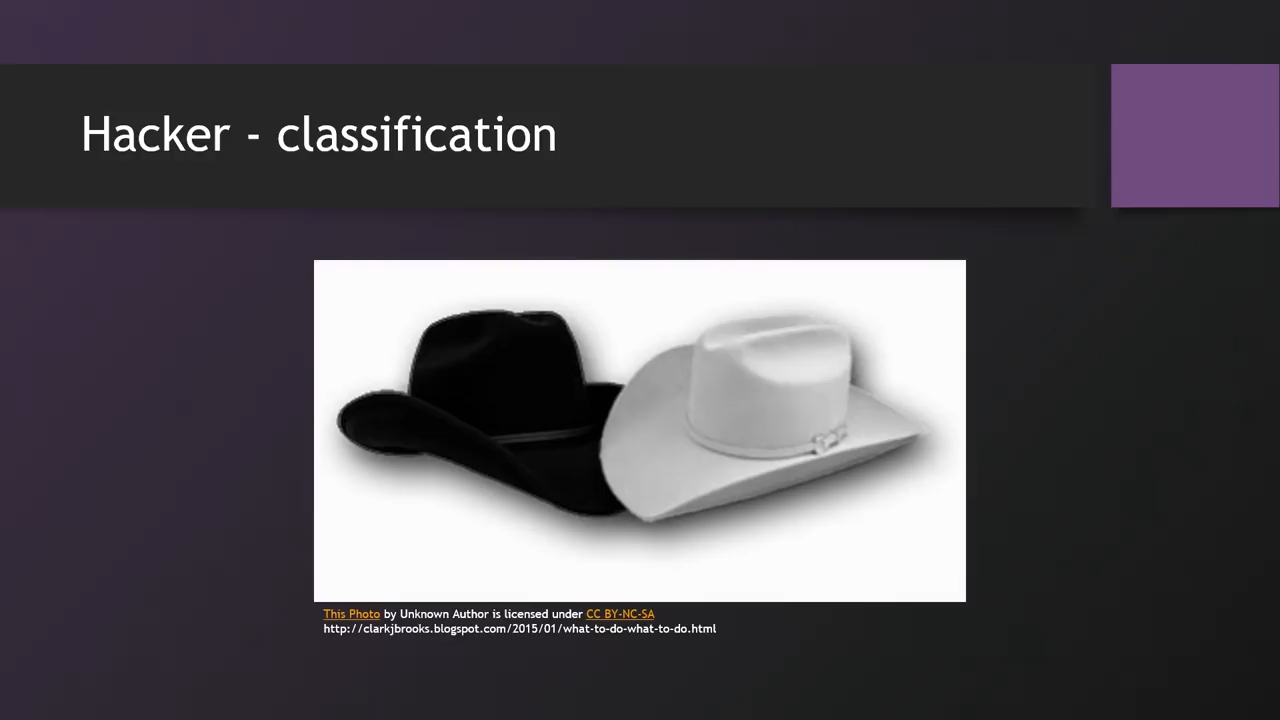 Hacker - classification
This Photo by Unknown Author is licensed under CC BY-NC-SA
http://clarkjbrooks.blogspot.com/2015/01/what-to-do-what-to-do.html